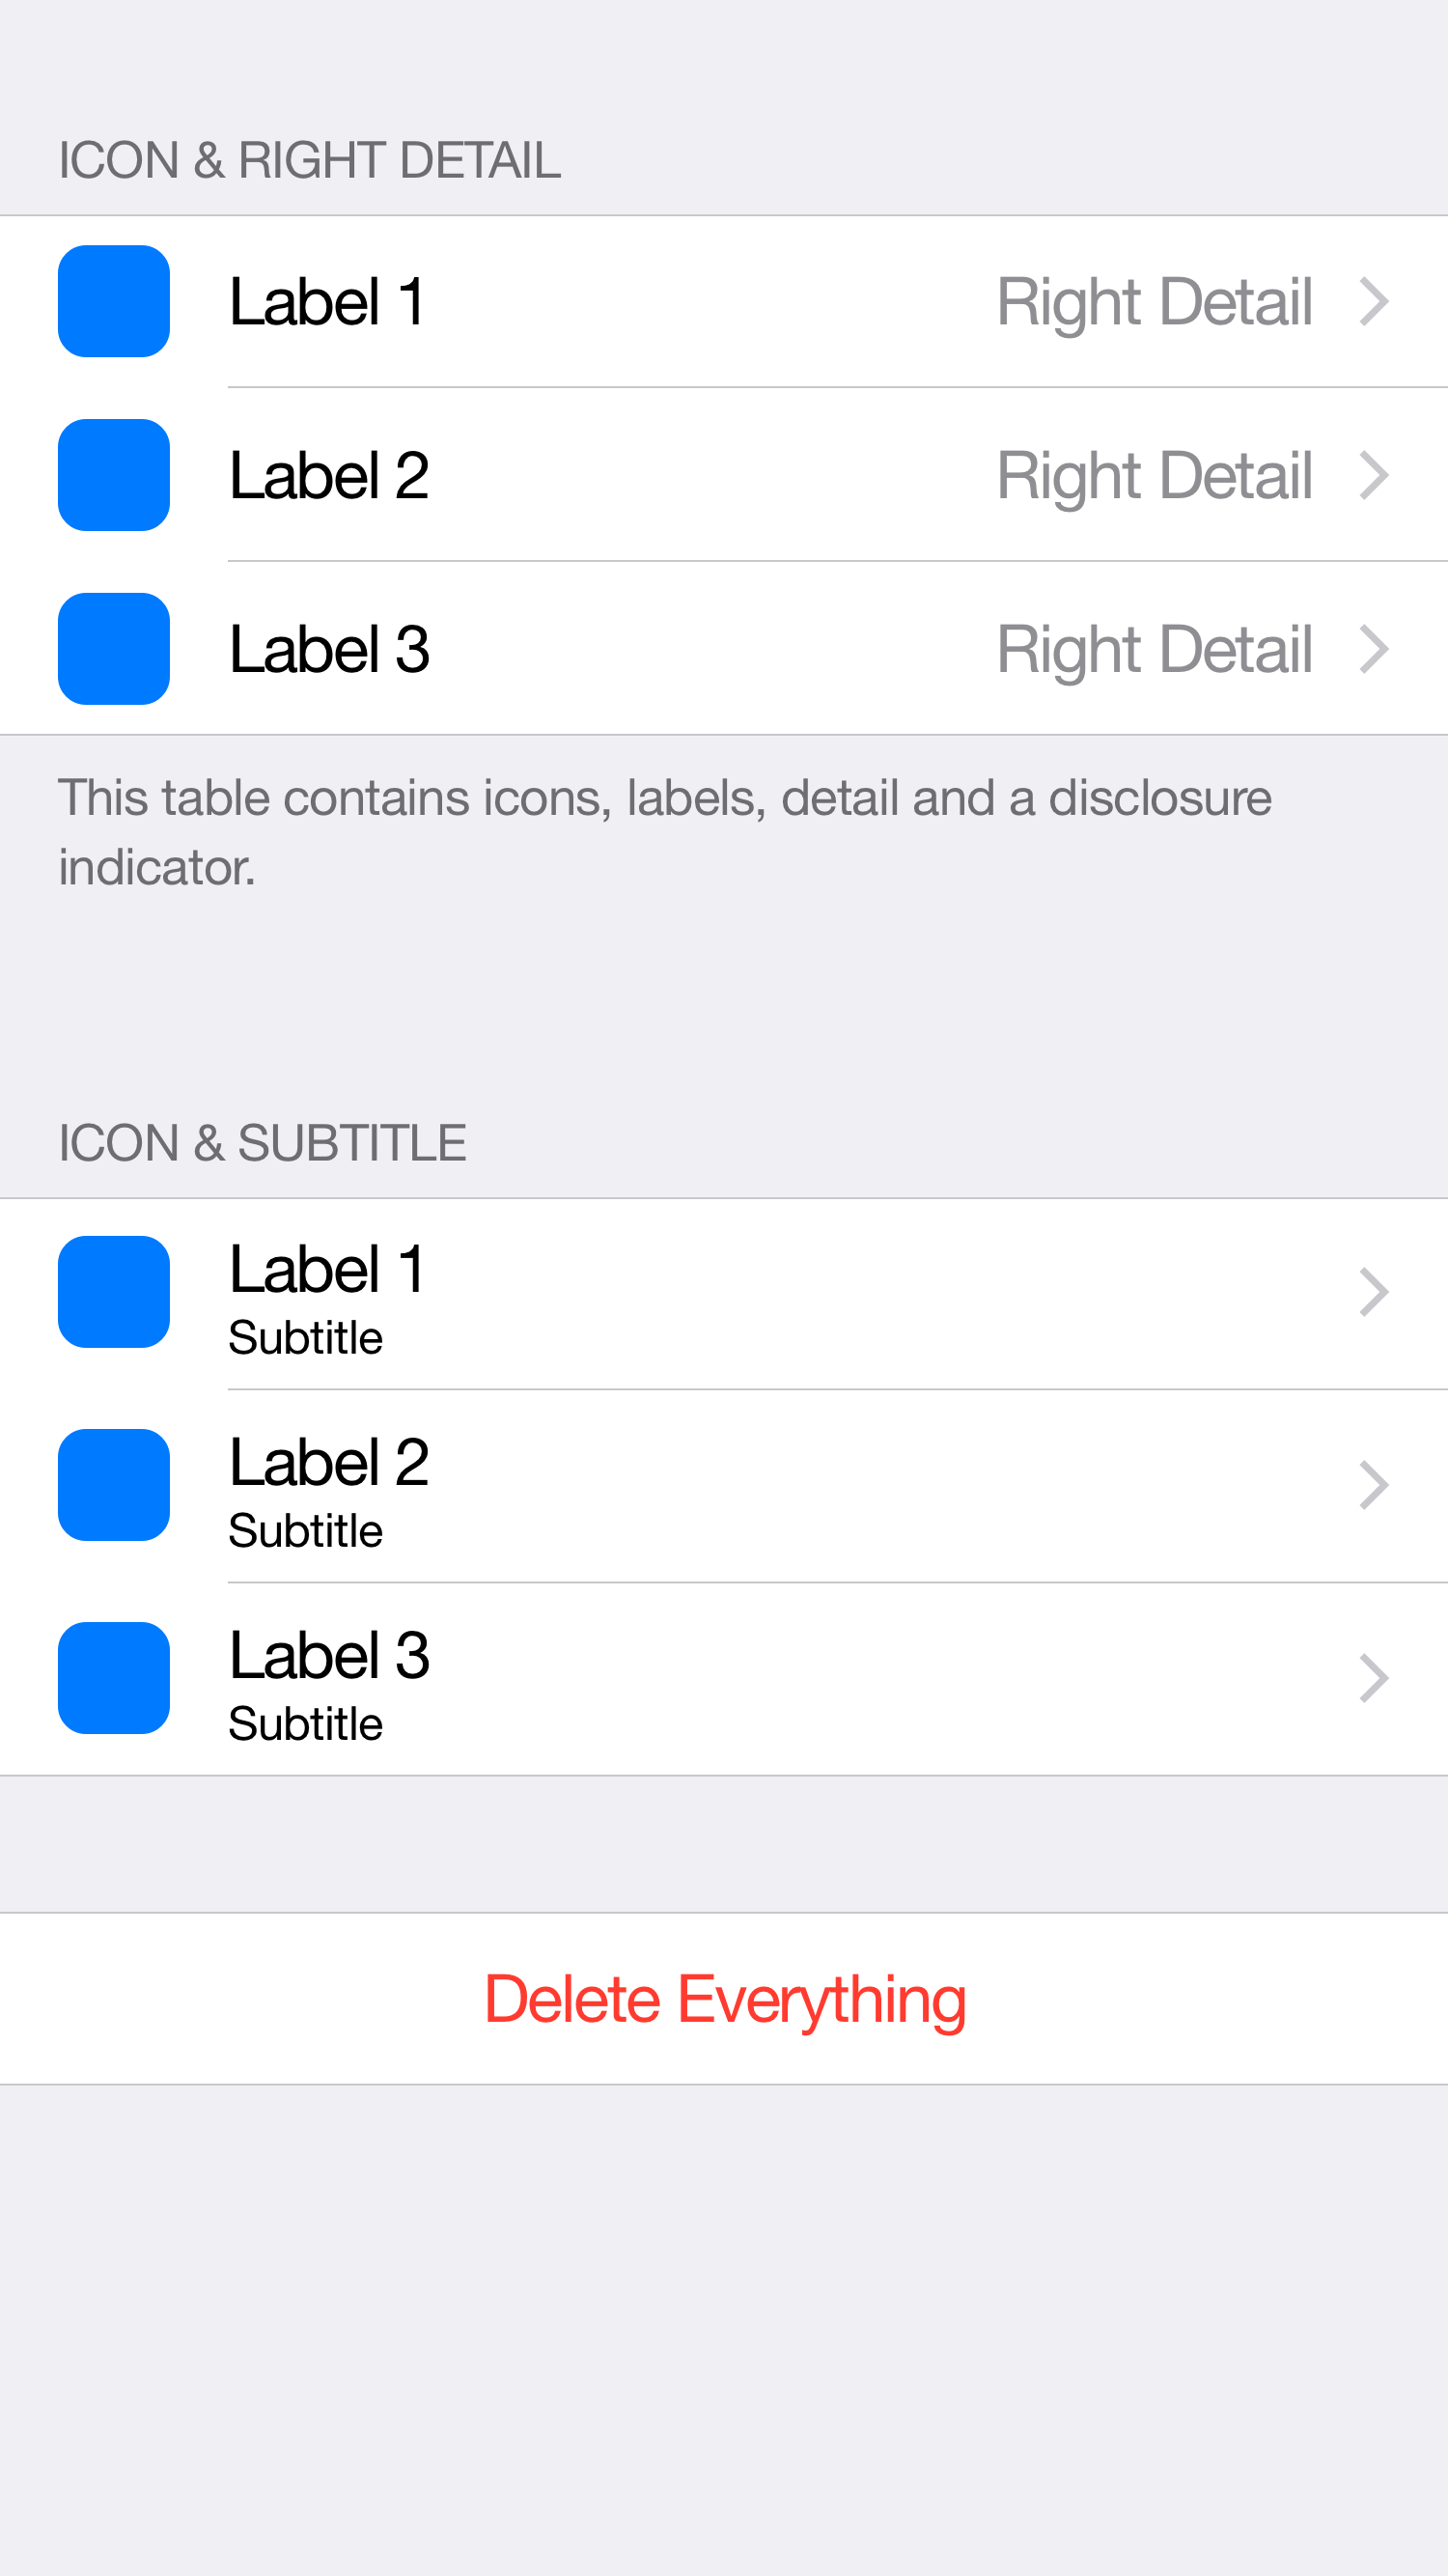 ICON & RIGHT DETAIL
Label 1 Right Detail
Label 2 Right Detail
Label 3 Right Detail
This table contains icons, labels, detail and a disclosure
indicator.
ICON & SUBTITLE
Label 1
Subtitle
Label 2
Subtitle
Label 3
Subtitle
Delete Everything